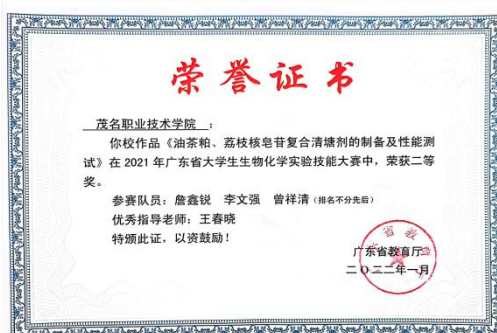 荣誉证书
茂名职业技术学院：
你校作品《油茶粕、荔枝核皂苷复合清塘剂的制备及性能测
试》在2021年广东省大学生生物化学实验技能大赛中，荣获二等
奖。
参赛队员：詹鑫锐 李文强 曾祥清（排名不分先后）
优秀指导老师：王春晓
特颁此证，以资鼓励！
广东省教育厅
二〇二二年一月